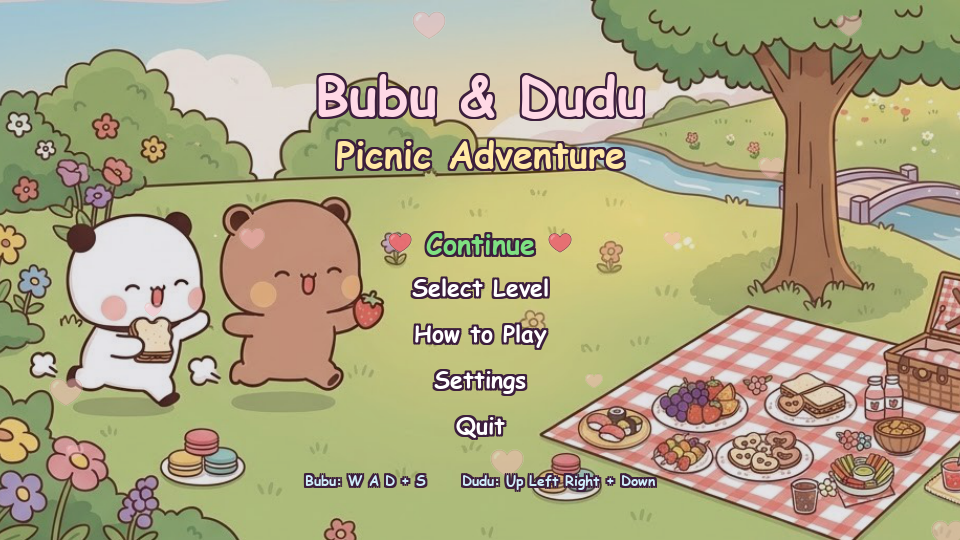 Bubu & Dudu
Picnic Adventure
Continue
Select Level
How to Play
Settings
Quit
Bubu: W A D + S    Dudu: Up Left Right + Down